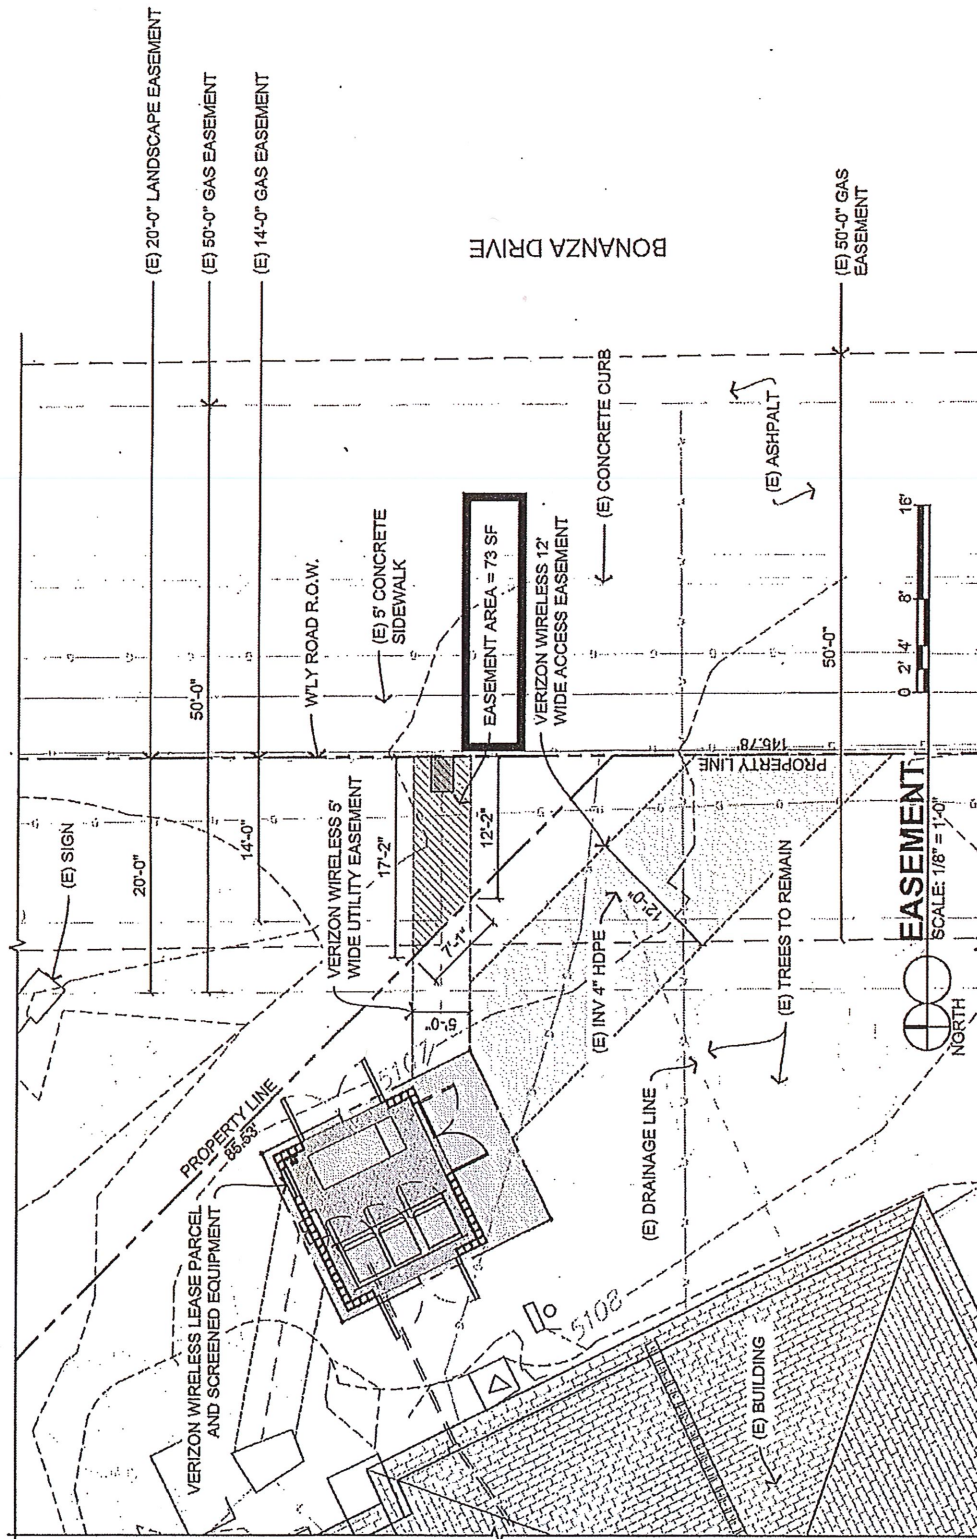 (E) 20'-0" LANDSCAPE EASEMENT
(E) 50'-0" GAS EASEMENT
(E) 14'-0" GAS EASEMENT
BONANZA DRIVE
(E) 50'-0" GAS
EASEMENT
(E) SIGN
20'-0"
50'-0"
14'-0"
W'LY ROAD R.O.W.
(E) 5' CONCRETE
SIDEWALK
(E) CONCRETE CURB
(E) ASHPALT
EASEMENT AREA = 73 SF
VERIZON WIRELESS 12'
WIDE ACCESS EASEMENT
VERIZON WIRELESS 5'
WIDE UTILITY EASEMENT
17'-2"
12'-2"
7'-1"
5'-0"
12'-0"
50'-0"
PROPERTY LINE
145.78'
PROPERTY LINE
85.53'
VERIZON WIRELESS LEASE PARCEL
AND SCREENED EQUIPMENT
5107
5108
(E) INV 4" HDPE
(E) DRAINAGE LINE
(E) TREES TO REMAIN
(E) BUILDING
EASEMENT
SCALE: 1/8" = 1'-0"
NORTH
0 2' 4' 8' 16'